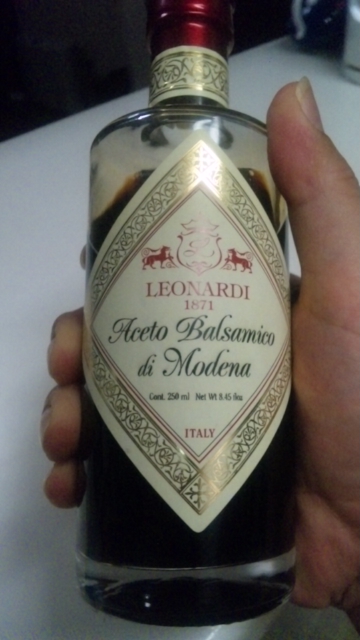 LEONARDI
1871
Aceto Balsamico
di Modena
Cont. 250 ml Net Wt 8.45 floz
ITALY